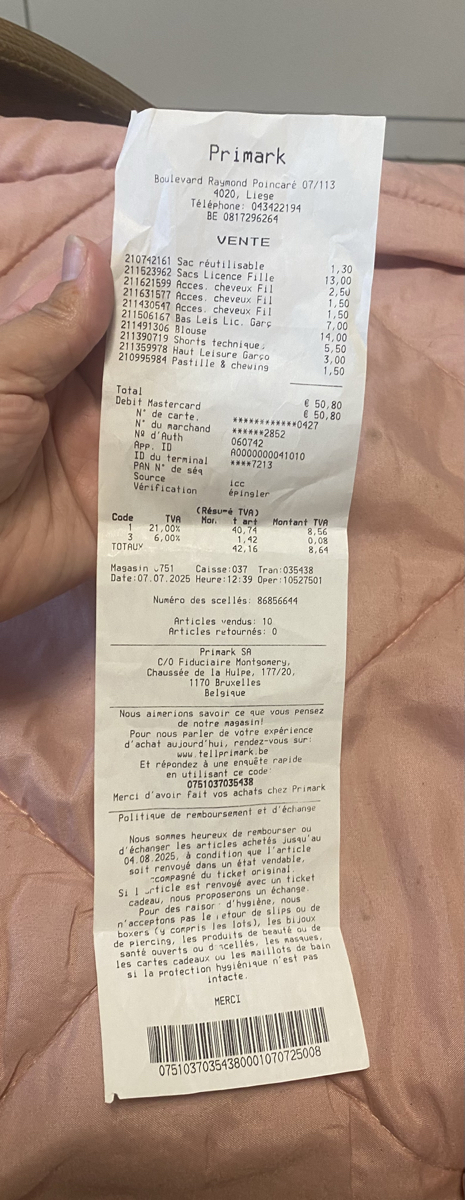 Primark
Boulevard Raymond Poincaré 07/113
4020, Liege
Téléphone: 043422194
BE 0817296264
VENTE
210742161 Sac réutilisable 1,30
211523962 Sacs Licence Fille 13,00
211621599 Acces. cheveux Fil 2,50
211631577 Acces. cheveux Fil 1,50
211430547 Acces. cheveux Fil 1,50
211506167 Bas Leis Lic. Garç 7,00
211491306 Blouse 14,00
211390719 Shorts technique. 5,50
211359978 Haut Leisure Garço 3,00
210995984 Pastille & chewing 1,50
Total € 50,80
Debit Mastercard € 50,80
N° de carte. ************0427
N° du marchand ******2852
Nº d'Auth 060742
App. ID A0000000041010
ID du terminal ****7213
PAN N° de séq
Source icc
Vérification épingler
(Résumé TVA)
Code TVA Mon. t art Montant TVA
1 21,00% 40,74 8,56
3 6,00% 1,42 0,08
TOTAUX 42,16 8,64
Magasin 751 Caisse:037 Tran:035438
Date:07.07.2025 Heure:12:39 Oper:10527501
Numéro des scellés: 86856644
Articles vendus: 10
Articles retournés: 0
Primark SA
C/O Fiduciaire Montgomery,
Chaussée de la Hulpe, 177/20,
1170 Bruxelles
Belgique
Nous aimerions savoir ce que vous pensez
de notre magasin!
Pour nous parler de votre expérience
d'achat aujourd'hui, rendez-vous sur:
www.tellprimark.be
Et répondez à une enquête rapide
en utilisant ce code
0751037035438
Merci d'avoir fait vos achats chez Primark
Politique de remboursement et d'échange
Nous sommes heureux de rembourser ou
d'échanger les articles achetés jusqu'au
04.08.2025, à condition que l'article
soit renvoyé dans un état vendable,
accompagné du ticket original.
Si l'article est renvoyé avec un ticket
cadeau, nous proposerons un échange.
Pour des raisons d'hygiène, nous
n'acceptons pas le retour de slips ou de
boxers (y compris les lots), les bijoux
de piercing, les produits de beauté ou de
santé ouverts ou descellés, les masques,
les cartes cadeaux ou les maillots de bain
si la protection hygiénique n'est pas
intacte.
MERCI
07510370354380001070725008